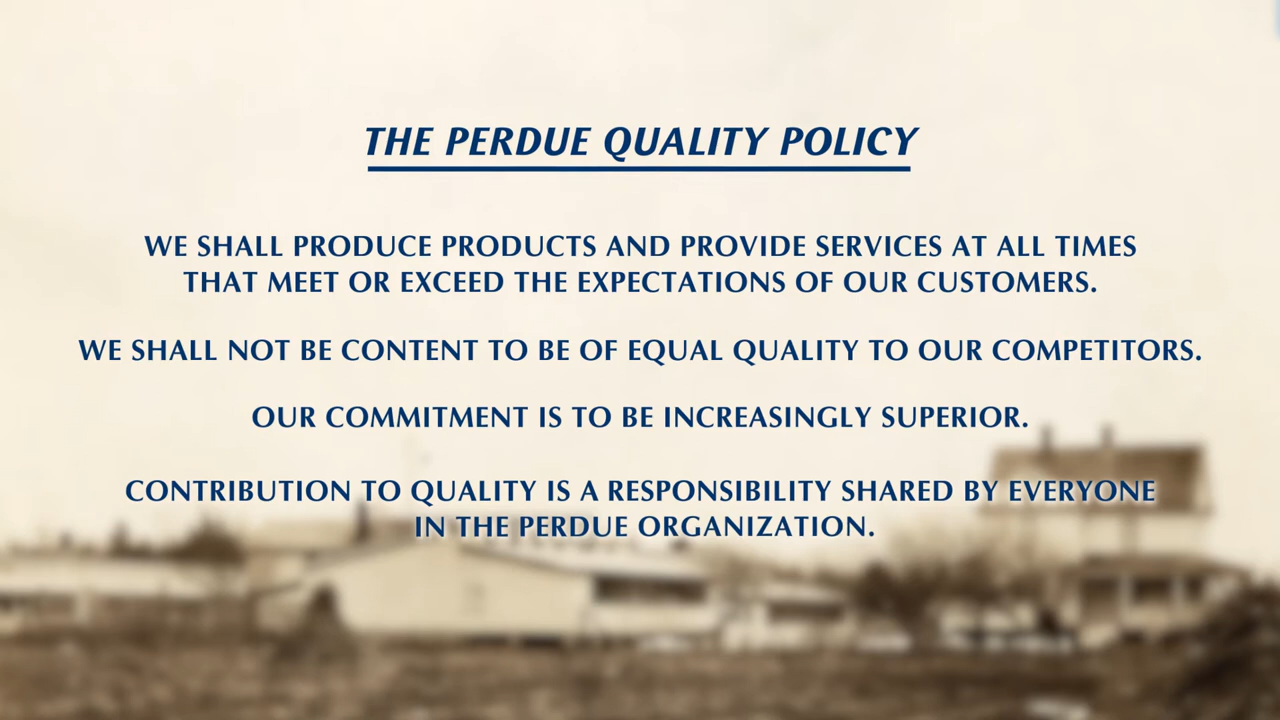 THE PERDUE QUALITY POLICY
WE SHALL PRODUCE PRODUCTS AND PROVIDE SERVICES AT ALL TIMES
THAT MEET OR EXCEED THE EXPECTATIONS OF OUR CUSTOMERS.
WE SHALL NOT BE CONTENT TO BE OF EQUAL QUALITY TO OUR COMPETITORS.
OUR COMMITMENT IS TO BE INCREASINGLY SUPERIOR.
CONTRIBUTION TO QUALITY IS A RESPONSIBILITY SHARED BY EVERYONE
IN THE PERDUE ORGANIZATION.